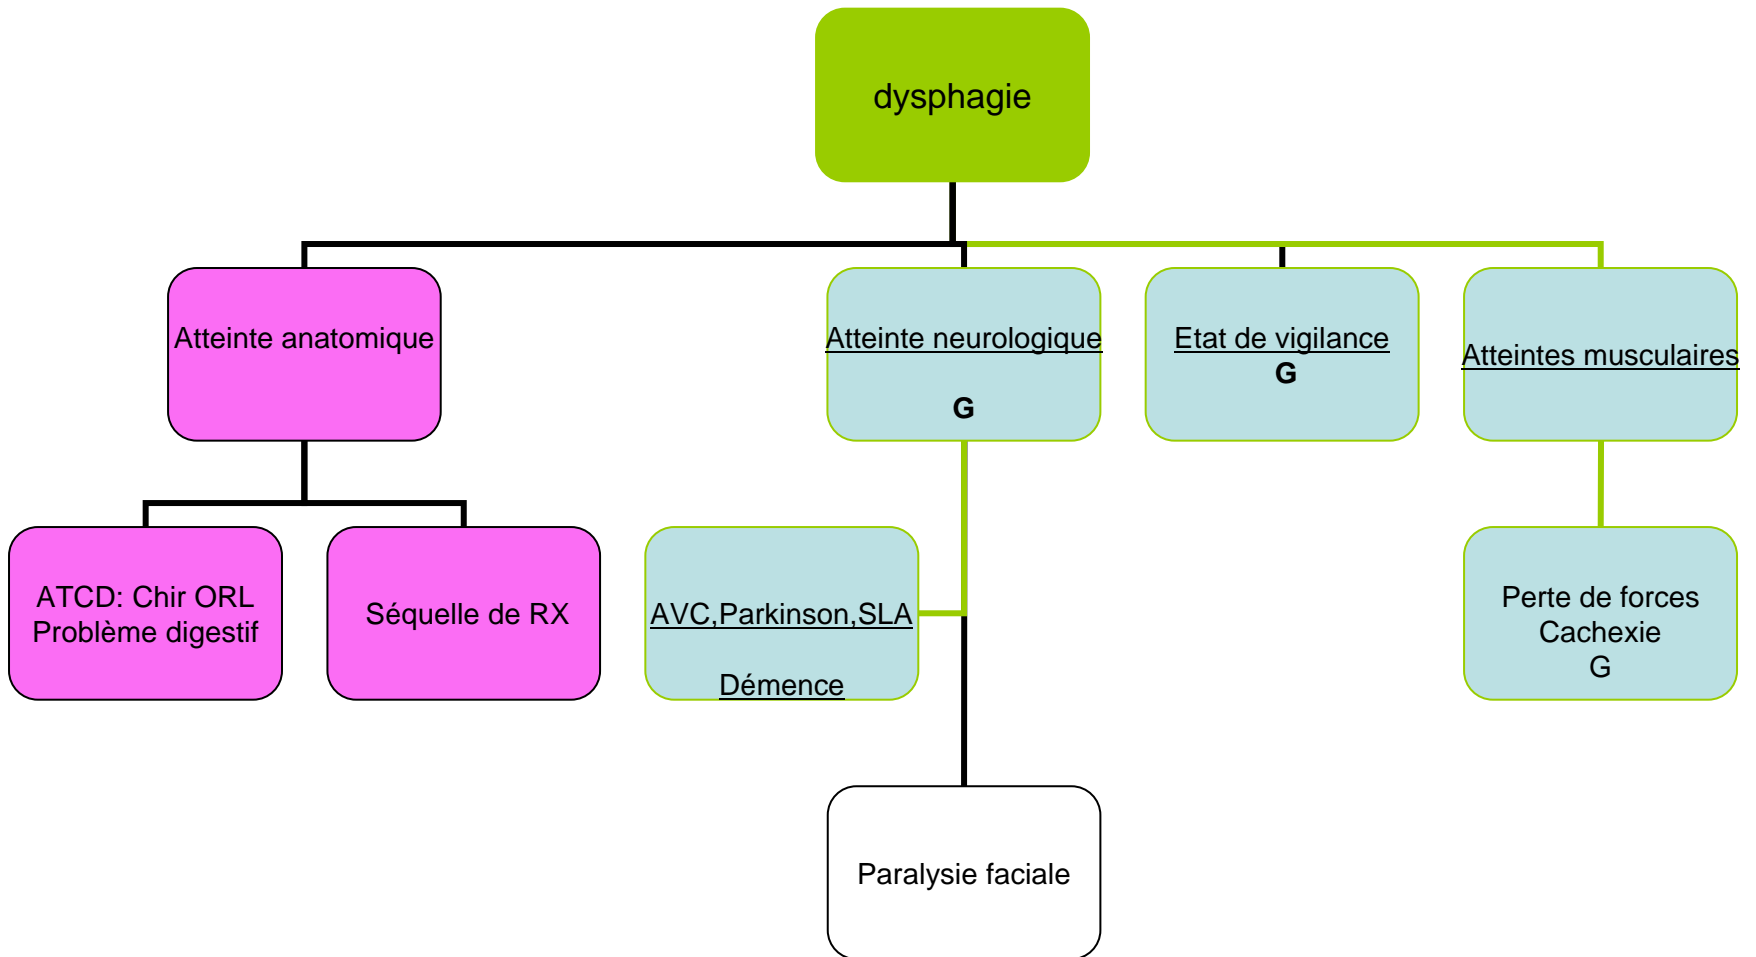 dysphagie
Atteinte anatomique
Atteinte neurologique
G
Etat de vigilance
G
Atteintes musculaires
ATCD: Chir ORL
Problème digestif
Séquelle de RX
AVC,Parkinson,SLA
Démence
Perte de forces
Cachexie
G
Paralysie faciale